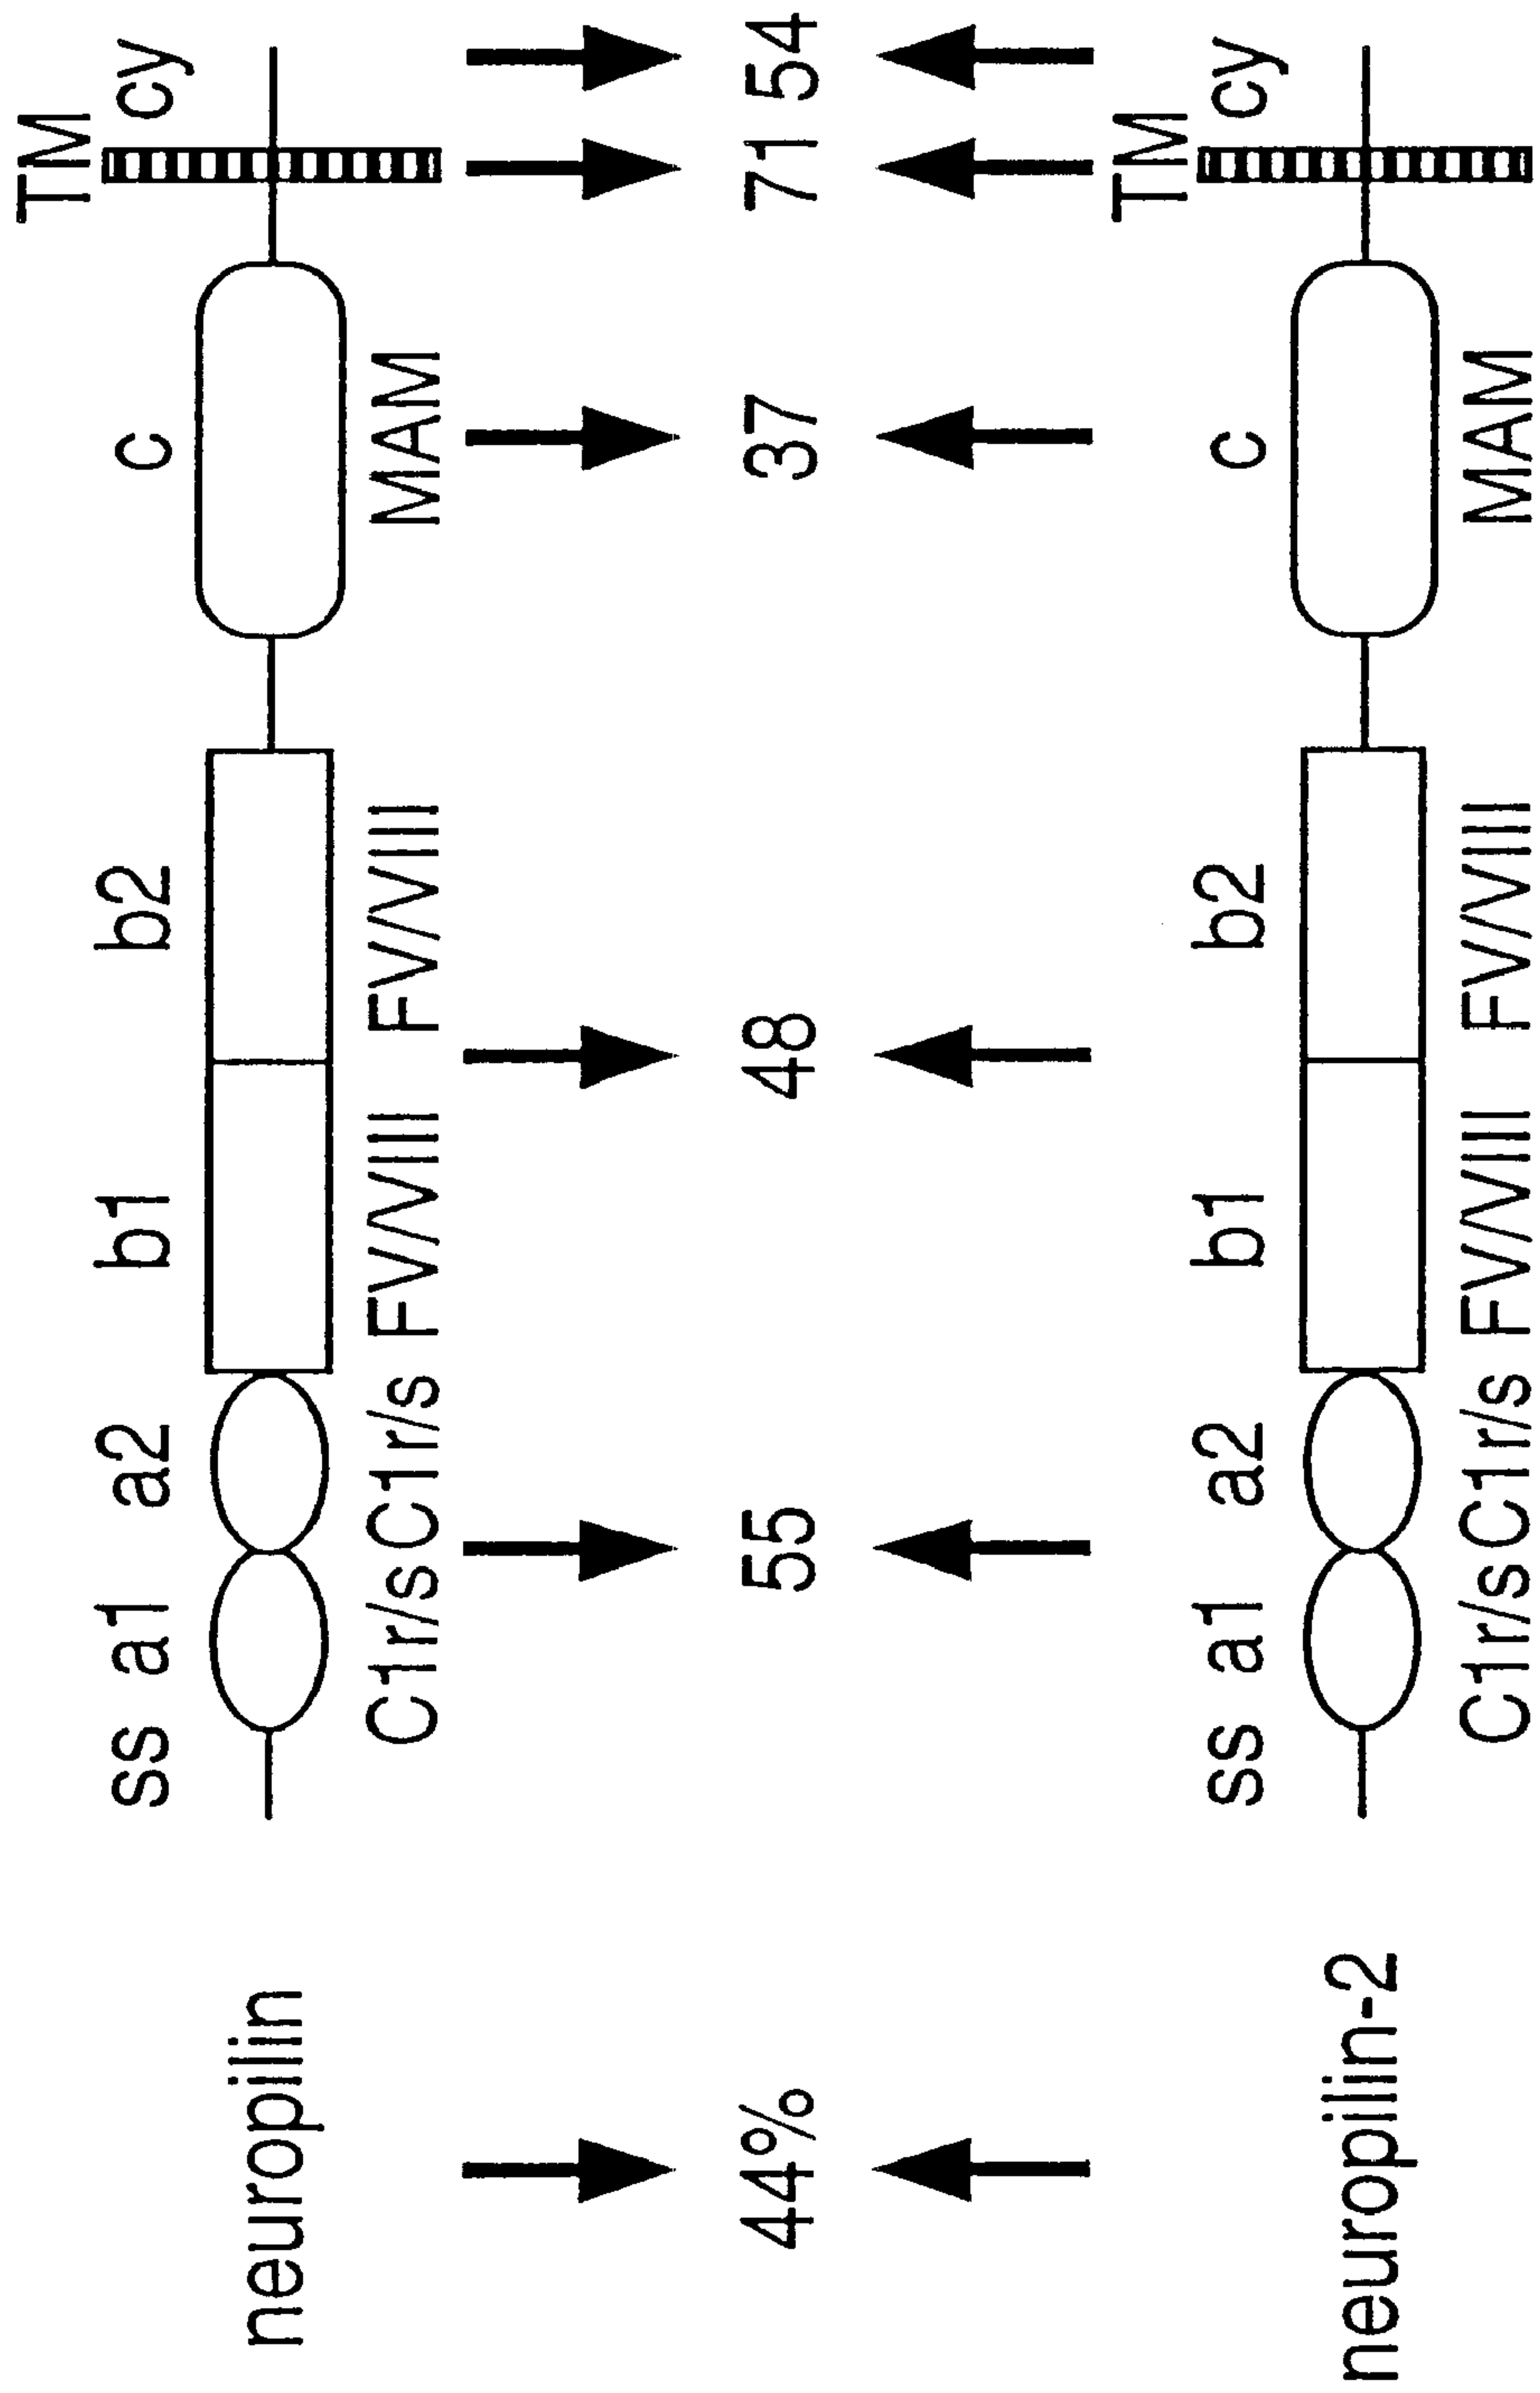 ss a1 a2 b1 b2 c TM cy
neuropilin
C1r/s C1r/s FV/VIII FV/VIII MAM
44% 55 48 37 71 54
ss a1 a2 b1 b2 c TM cy
neuropilin-2
C1r/s C1r/s FV/VIII FV/VIII MAM